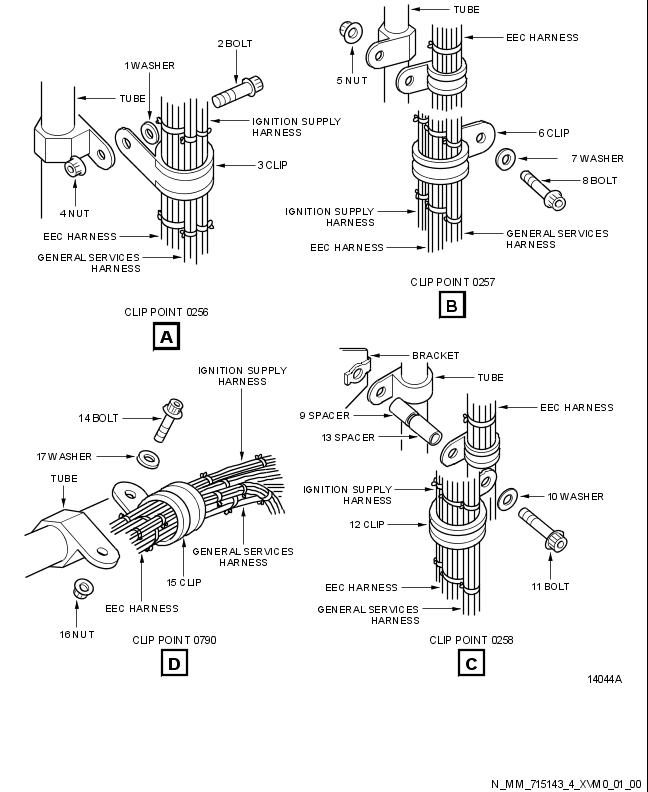 2 BOLT
1 WASHER
TUBE
IGNITION SUPPLY
HARNESS
3 CLIP
4 NUT
EEC HARNESS
GENERAL SERVICES
HARNESS
CLIP POINT 0256
A
TUBE
EEC HARNESS
5 NUT
6 CLIP
7 WASHER
8 BOLT
IGNITION SUPPLY
HARNESS
EEC HARNESS
GENERAL SERVICES
HARNESS
CLIP POINT 0257
B
IGNITION SUPPLY
HARNESS
14 BOLT
17 WASHER
TUBE
GENERAL SERVICES
HARNESS
15 CLIP
EEC HARNESS
16 NUT
CLIP POINT 0790
D
BRACKET
TUBE
EEC HARNESS
9 SPACER
13 SPACER
IGNITION SUPPLY
HARNESS
10 WASHER
12 CLIP
11 BOLT
EEC HARNESS
GENERAL SERVICES
HARNESS
CLIP POINT 0258
C
14044A
N_MM_715143_4_XVM0_01_00